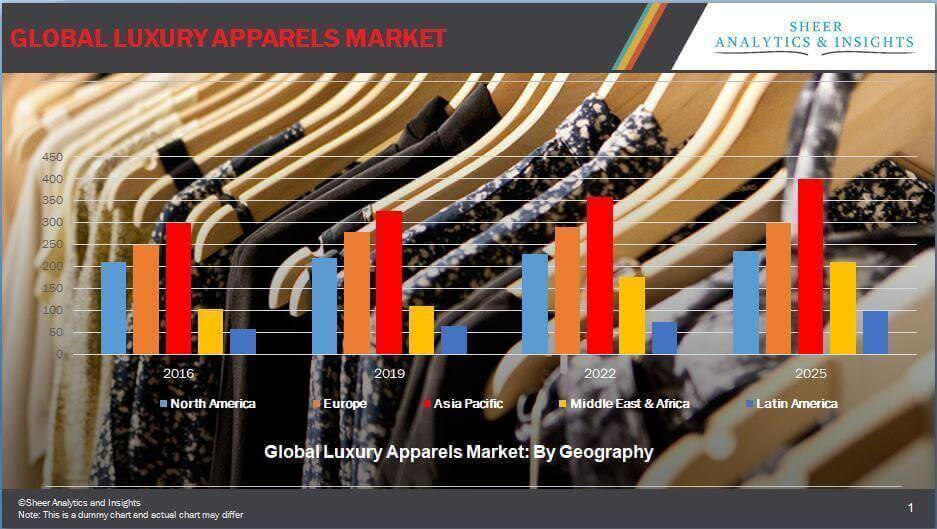 GLOBAL LUXURY APPARELS MARKET
SHEER
ANALYTICS & INSIGHTS
450
400
350
300
250
200
150
100
50
0
2016 2019 2022 2025
North America Europe Asia Pacific Middle East & Africa Latin America
Global Luxury Apparels Market: By Geography
©Sheer Analytics and Insights
Note: This is a dummy chart and actual chart may differ
1